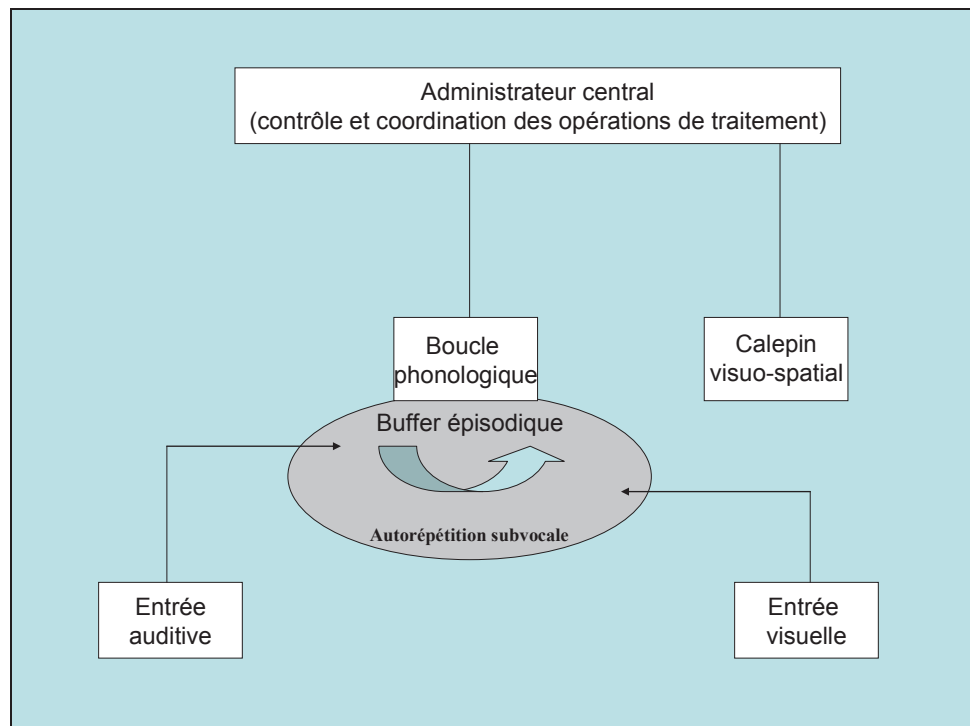 Administrateur central
(contrôle et coordination des opérations de traitement)
Boucle
phonologique
Calepin
visuo-spatial
Buffer épisodique
Autorépétition subvocale
Entrée
auditive
Entrée
visuelle